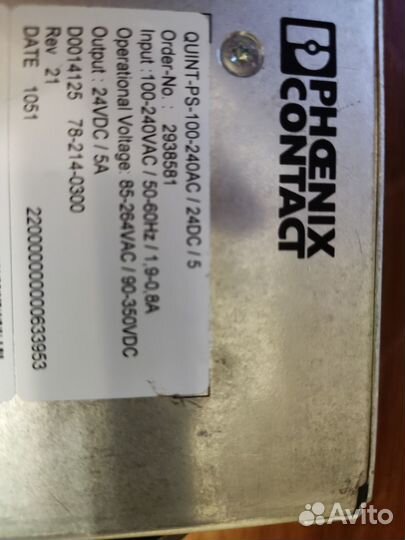 PHŒNIX
CONTACT
QUINT-PS-100-240AC / 24DC / 5
Order-No.: 2938581
Input :100-240VAC / 50-60Hz / 1,9-0,8A
Operational Voltage: 85-264VAC / 90-350VDC
Output : 24VDC / 5A
D0014125 78-214-0300
Rev 21
DATE 1051
2200000000633953
Avito